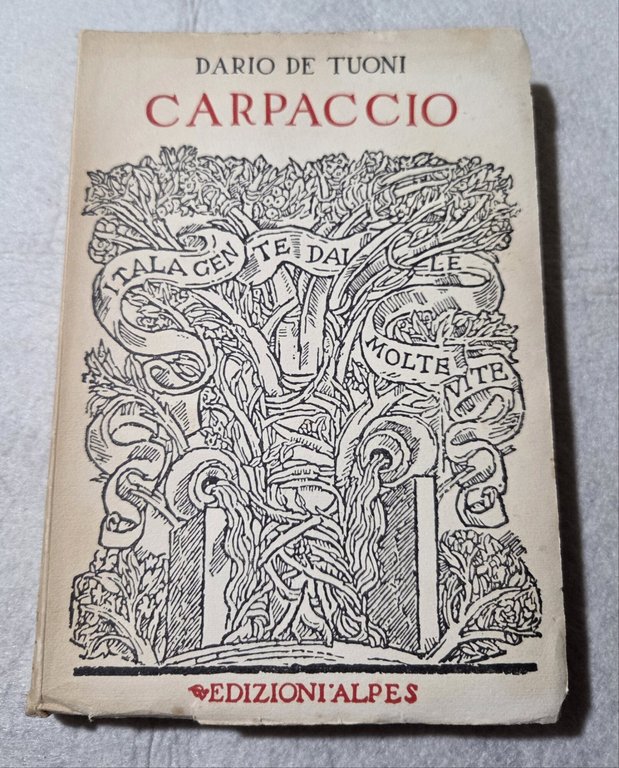 DARIO DE TUONI
CARPACCIO
ITALA GENTE DALLE
MOLTE VITE
EDIZIONI ALPES